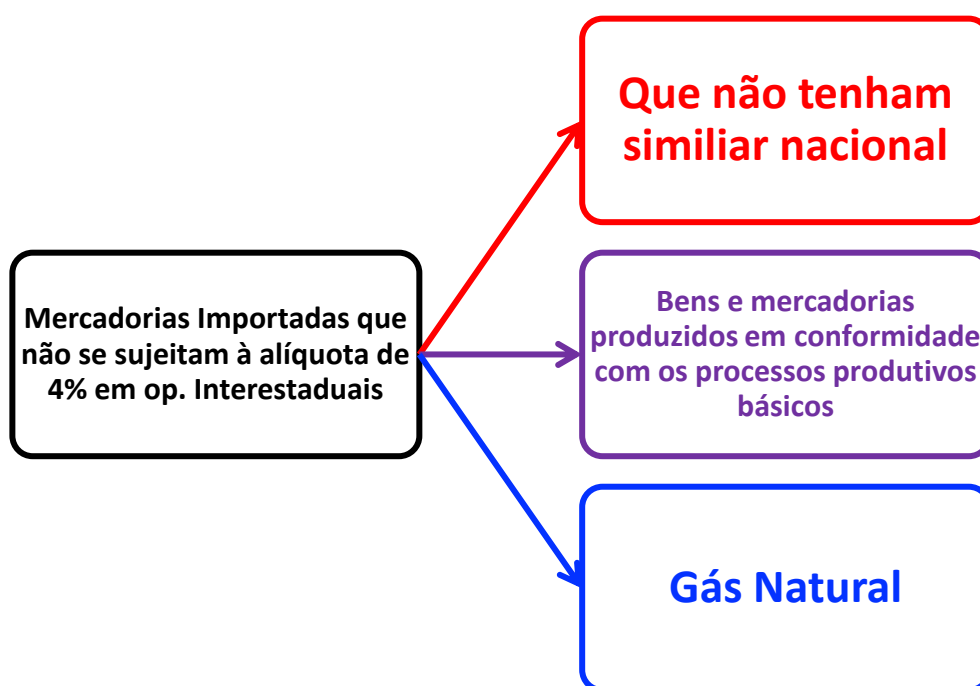 Que não tenham
similiar nacional
Mercadorias Importadas que
não se sujeitam à alíquota de
4% em op. Interestaduais
Bens e mercadorias
produzidos em conformidade
com os processos produtivos
básicos
Gás Natural